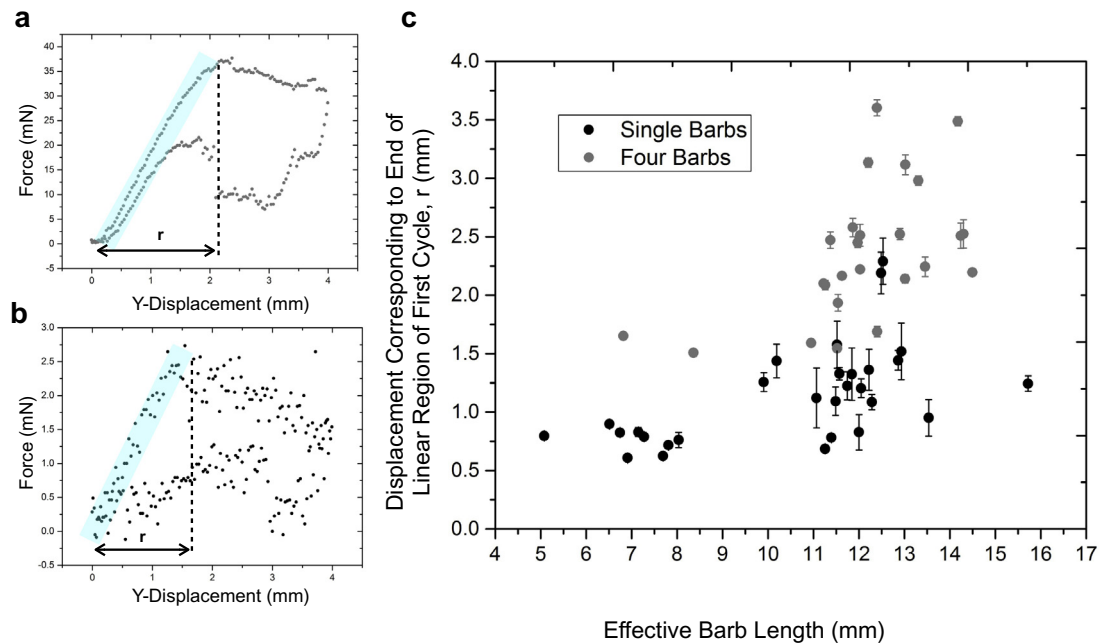 a
40
35
30
25
20
15
10
5
0
-5
Force (mN)
r
0 1 2 3 4
Y-Displacement (mm)
b
3.0
2.5
2.0
1.5
1.0
0.5
0.0
-0.5
Force (mN)
r
0 1 2 3 4
Y-Displacement (mm)
c
Displacement Corresponding to End of
Linear Region of First Cycle, r (mm)
4.0
3.5
3.0
2.5
2.0
1.5
1.0
0.5
0.0
Single Barbs
Four Barbs
4 5 6 7 8 9 10 11 12 13 14 15 16 17
Effective Barb Length (mm)